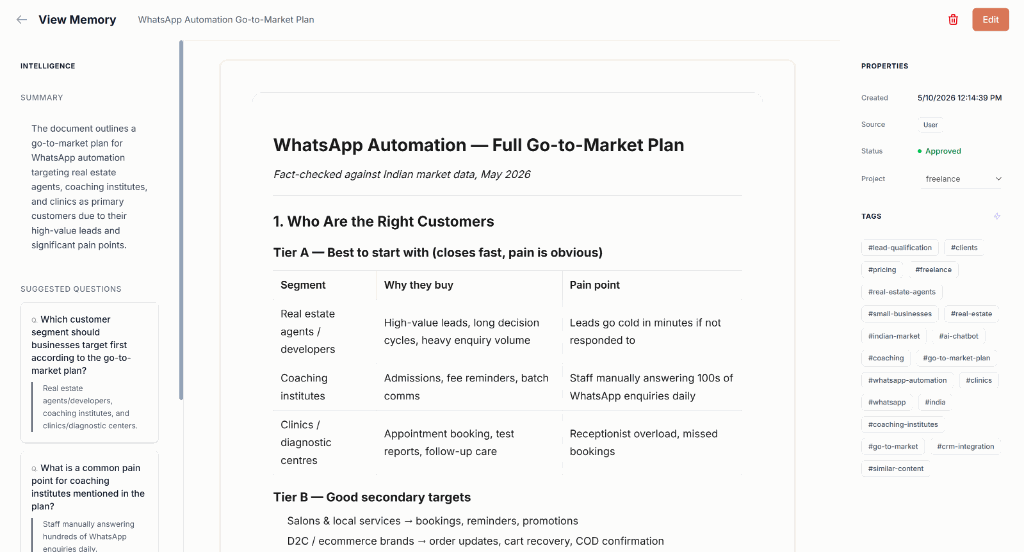 View Memory
WhatsApp Automation Go-to-Market Plan
Edit
INTELLIGENCE
SUMMARY
The document outlines a
go-to-market plan for
WhatsApp automation
targeting real estate
agents, coaching institutes,
and clinics as primary
customers due to their
high-value leads and
significant pain points.
SUGGESTED QUESTIONS
Which customer
segment should
businesses target first
according to the go-to-
market plan?
Real estate
agents/developers,
coaching institutes, and
clinics/diagnostic centers.
What is a common pain
point for coaching
institutes mentioned in the
plan?
Staff manually answering
hundreds of WhatsApp
enquiries daily.
WhatsApp Automation — Full Go-to-Market Plan
Fact-checked against Indian market data, May 2026
1. Who Are the Right Customers
Tier A — Best to start with (closes fast, pain is obvious)
Segment Why they buy Pain point
Real estate
agents /
developers
High-value leads, long decision
cycles, heavy enquiry volume
Leads go cold in minutes if not
responded to
Coaching
institutes
Admissions, fee reminders, batch
comms
Staff manually answering 100s of
WhatsApp enquiries daily
Clinics /
diagnostic
centres
Appointment booking, test
reports, follow-up care
Receptionist overload, missed
bookings
Tier B — Good secondary targets
Salons & local services → bookings, reminders, promotions
D2C / ecommerce brands → order updates, cart recovery, COD confirmation
PROPERTIES
Created 5/10/2026 12:14:39 PM
Source User
Status Approved
Project freelance
TAGS
#lead-qualification #clients
#pricing #freelance
#real-estate-agents
#small-businesses #real-estate
#indian-market #ai-chatbot
#coaching #go-to-market-plan
#whatsapp-automation #clinics
#whatsapp #india
#coaching-institutes
#go-to-market #crm-integration
#similar-content